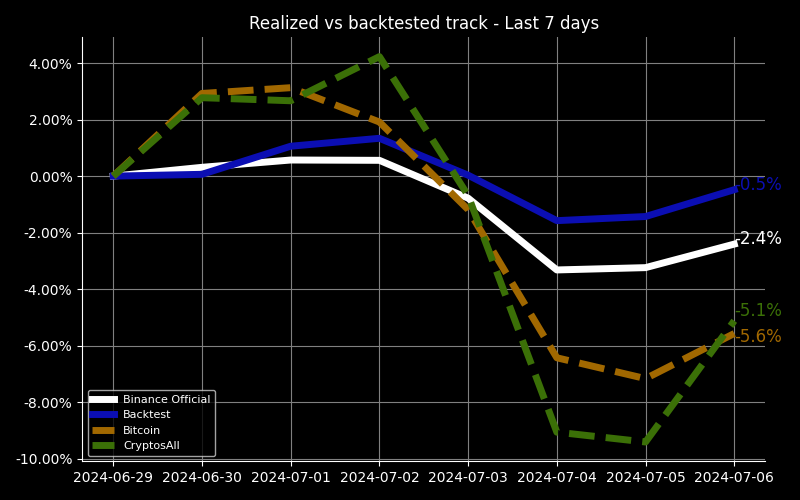 Realized vs backtested track - Last 7 days
4.00%
2.00%
0.00%
-2.00%
-4.00%
-6.00%
-8.00%
-10.00%
-0.5%
-2.4%
-5.1%
-5.6%
Binance Official
Backtest
Bitcoin
CryptosAll
2024-06-29 2024-06-30 2024-07-01 2024-07-02 2024-07-03 2024-07-04 2024-07-05 2024-07-06